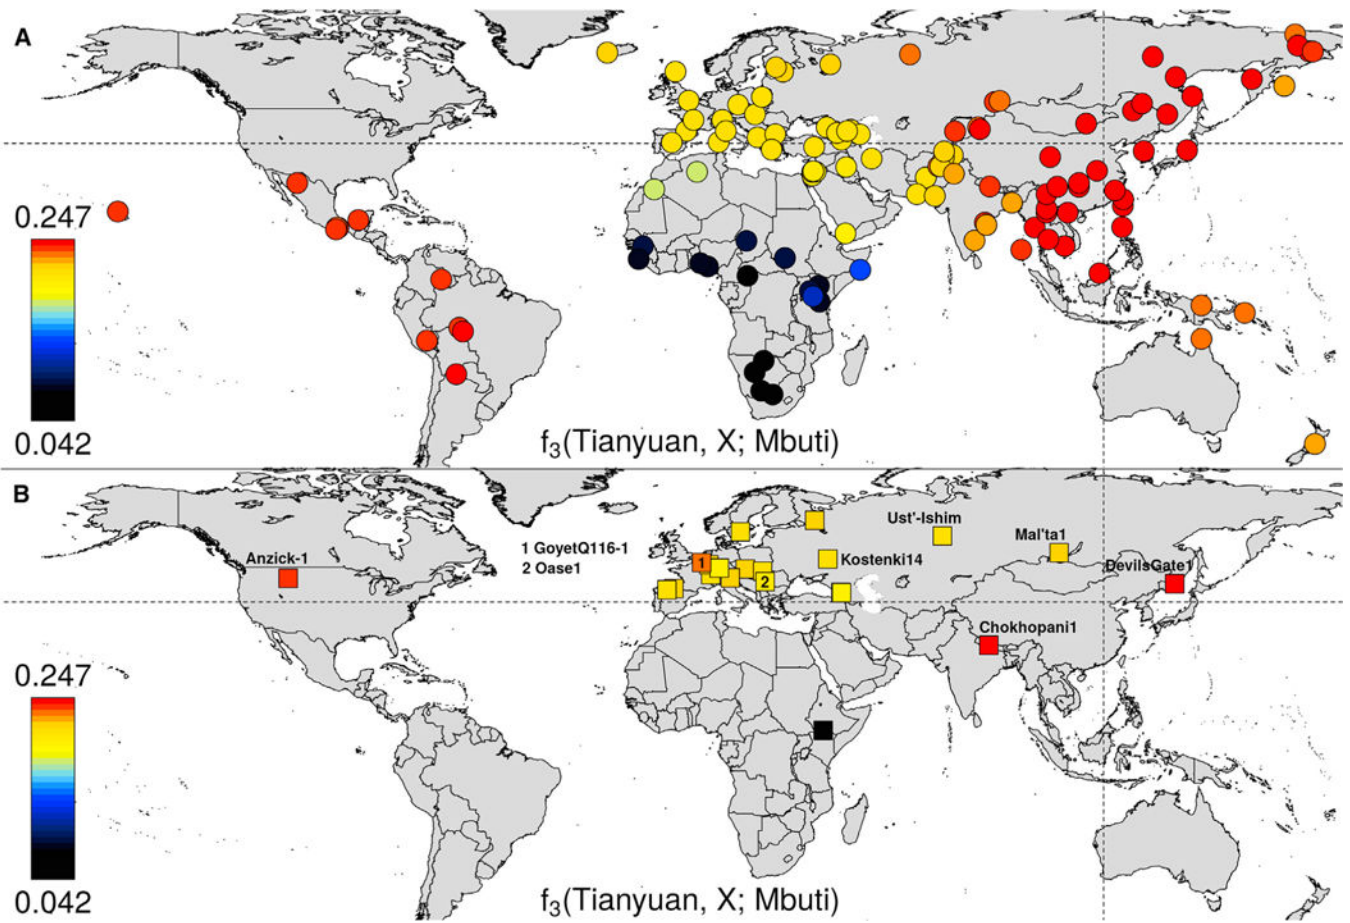 A
0.247
0.042
f3(Tianyuan, X; Mbuti)
B
Anzick-1
1 GoyetQ116-1
2 Oase1
1
2
Ust'-Ishim
Kostenki14
Mal'ta1
DevilsGate1
Chokhopani1
0.247
0.042
f3(Tianyuan, X; Mbuti)